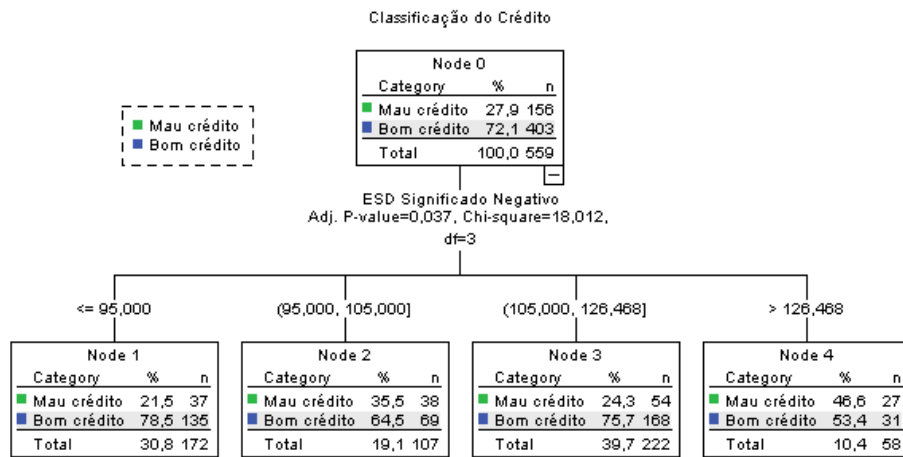 Classificação do Crédito
Node 0
Category % n
Mau crédito 27,9 156
Bom crédito 72,1 403
Total 100,0 559
Mau crédito
Bom crédito
ESD Significado Negativo
Adj. P-value=0,037, Chi-square=18,012,
df=3
<= 95,000
(95,000, 105,000]
(105,000, 126,468]
> 126,468
Node 1
Category % n
Mau crédito 21,5 37
Bom crédito 78,5 135
Total 30,8 172
Node 2
Category % n
Mau crédito 35,5 38
Bom crédito 64,5 69
Total 19,1 107
Node 3
Category % n
Mau crédito 24,3 54
Bom crédito 75,7 168
Total 39,7 222
Node 4
Category % n
Mau crédito 46,6 27
Bom crédito 53,4 31
Total 10,4 58